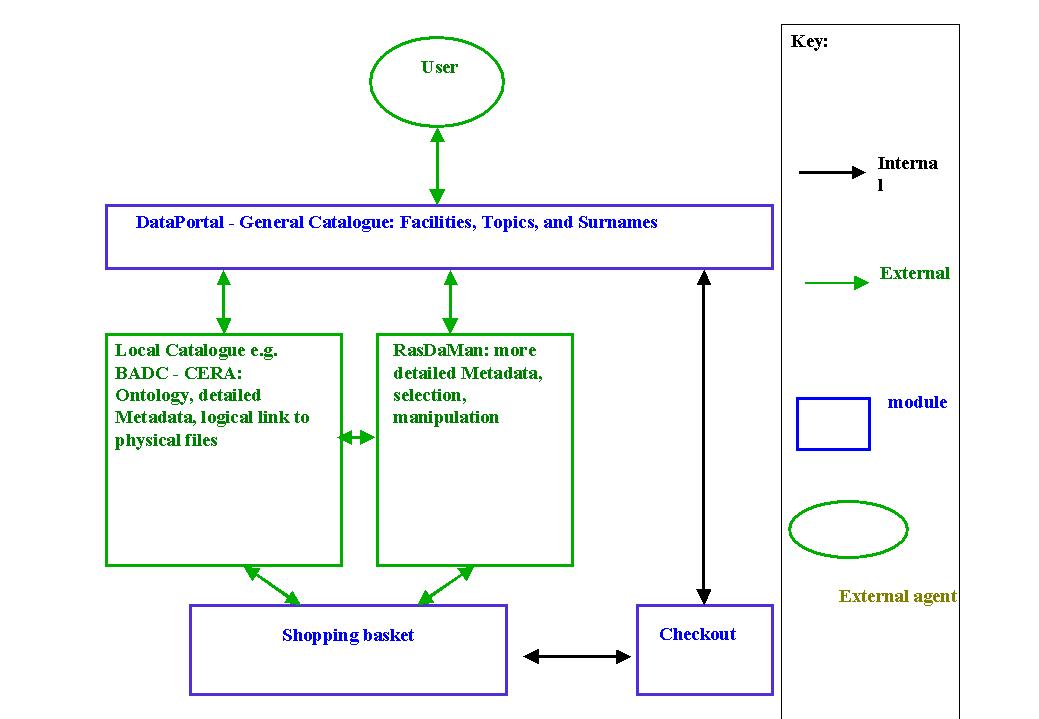 User
DataPortal - General Catalogue: Facilities, Topics, and Surnames
Local Catalogue e.g.
BADC - CERA:
Ontology, detailed
Metadata, logical link to
physical files
RasDaMan: more
detailed Metadata,
selection,
manipulation
Shopping basket
Checkout
Key:
Interna
l
External
module
External agent